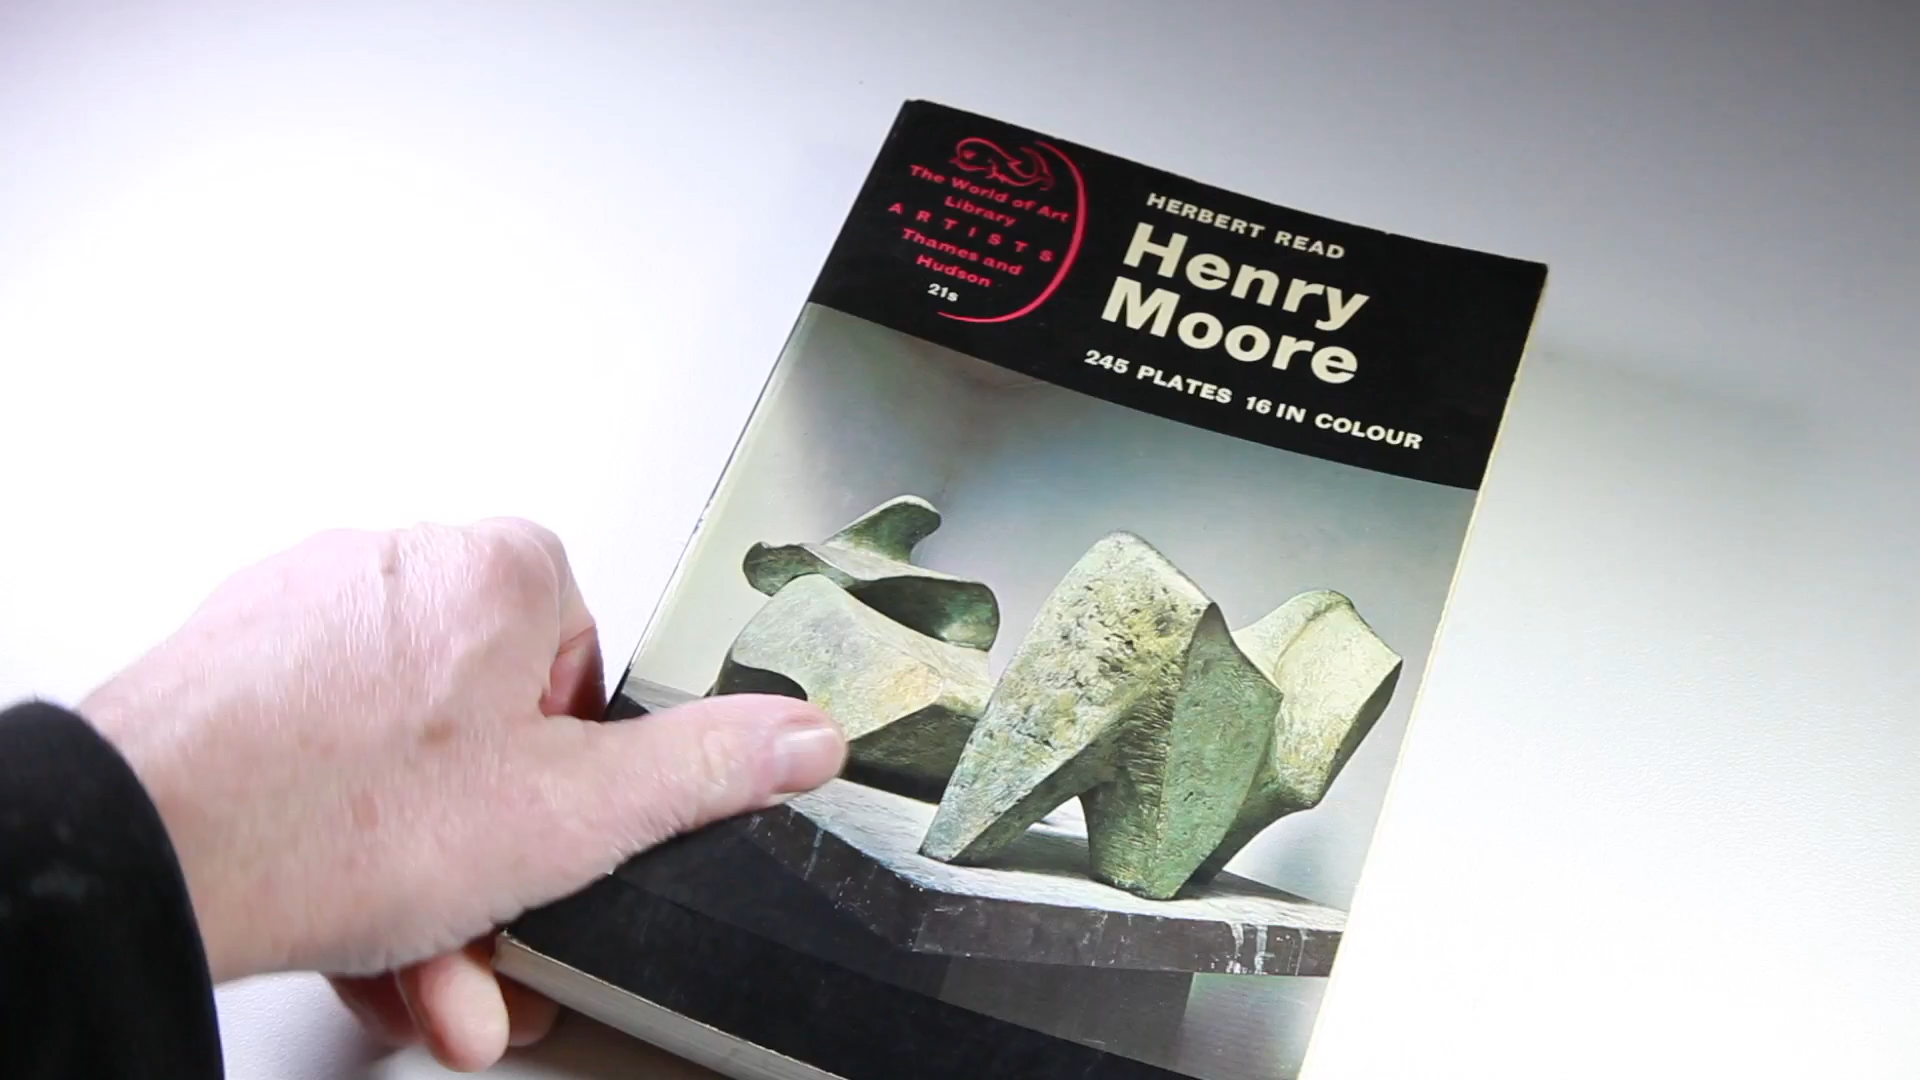 The World of Art
Library
ARTISTS
Thames and
Hudson
21s
HERBERT READ
Henry
Moore
245 PLATES 16 IN COLOUR